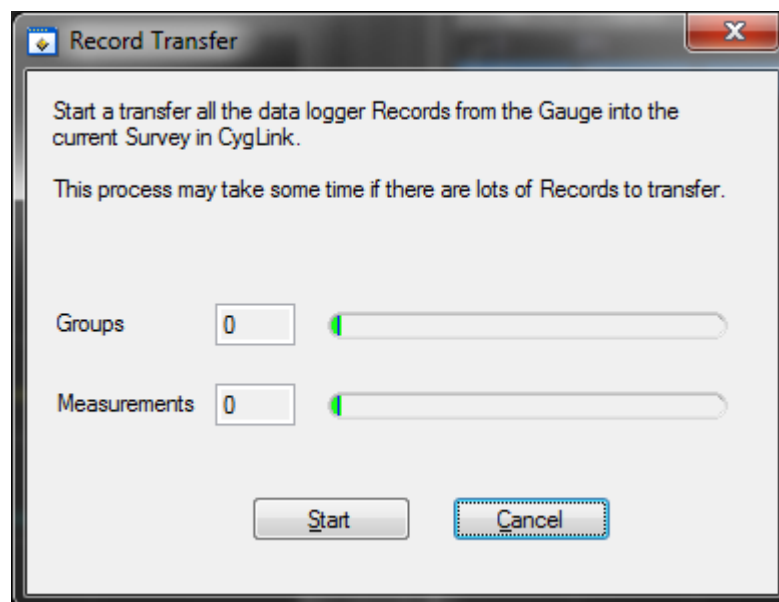 Record Transfer
Start a transfer all the data logger Records from the Gauge into the
current Survey in CygLink.
This process may take some time if there are lots of Records to transfer.
Groups 0
Measurements 0
Start Cancel